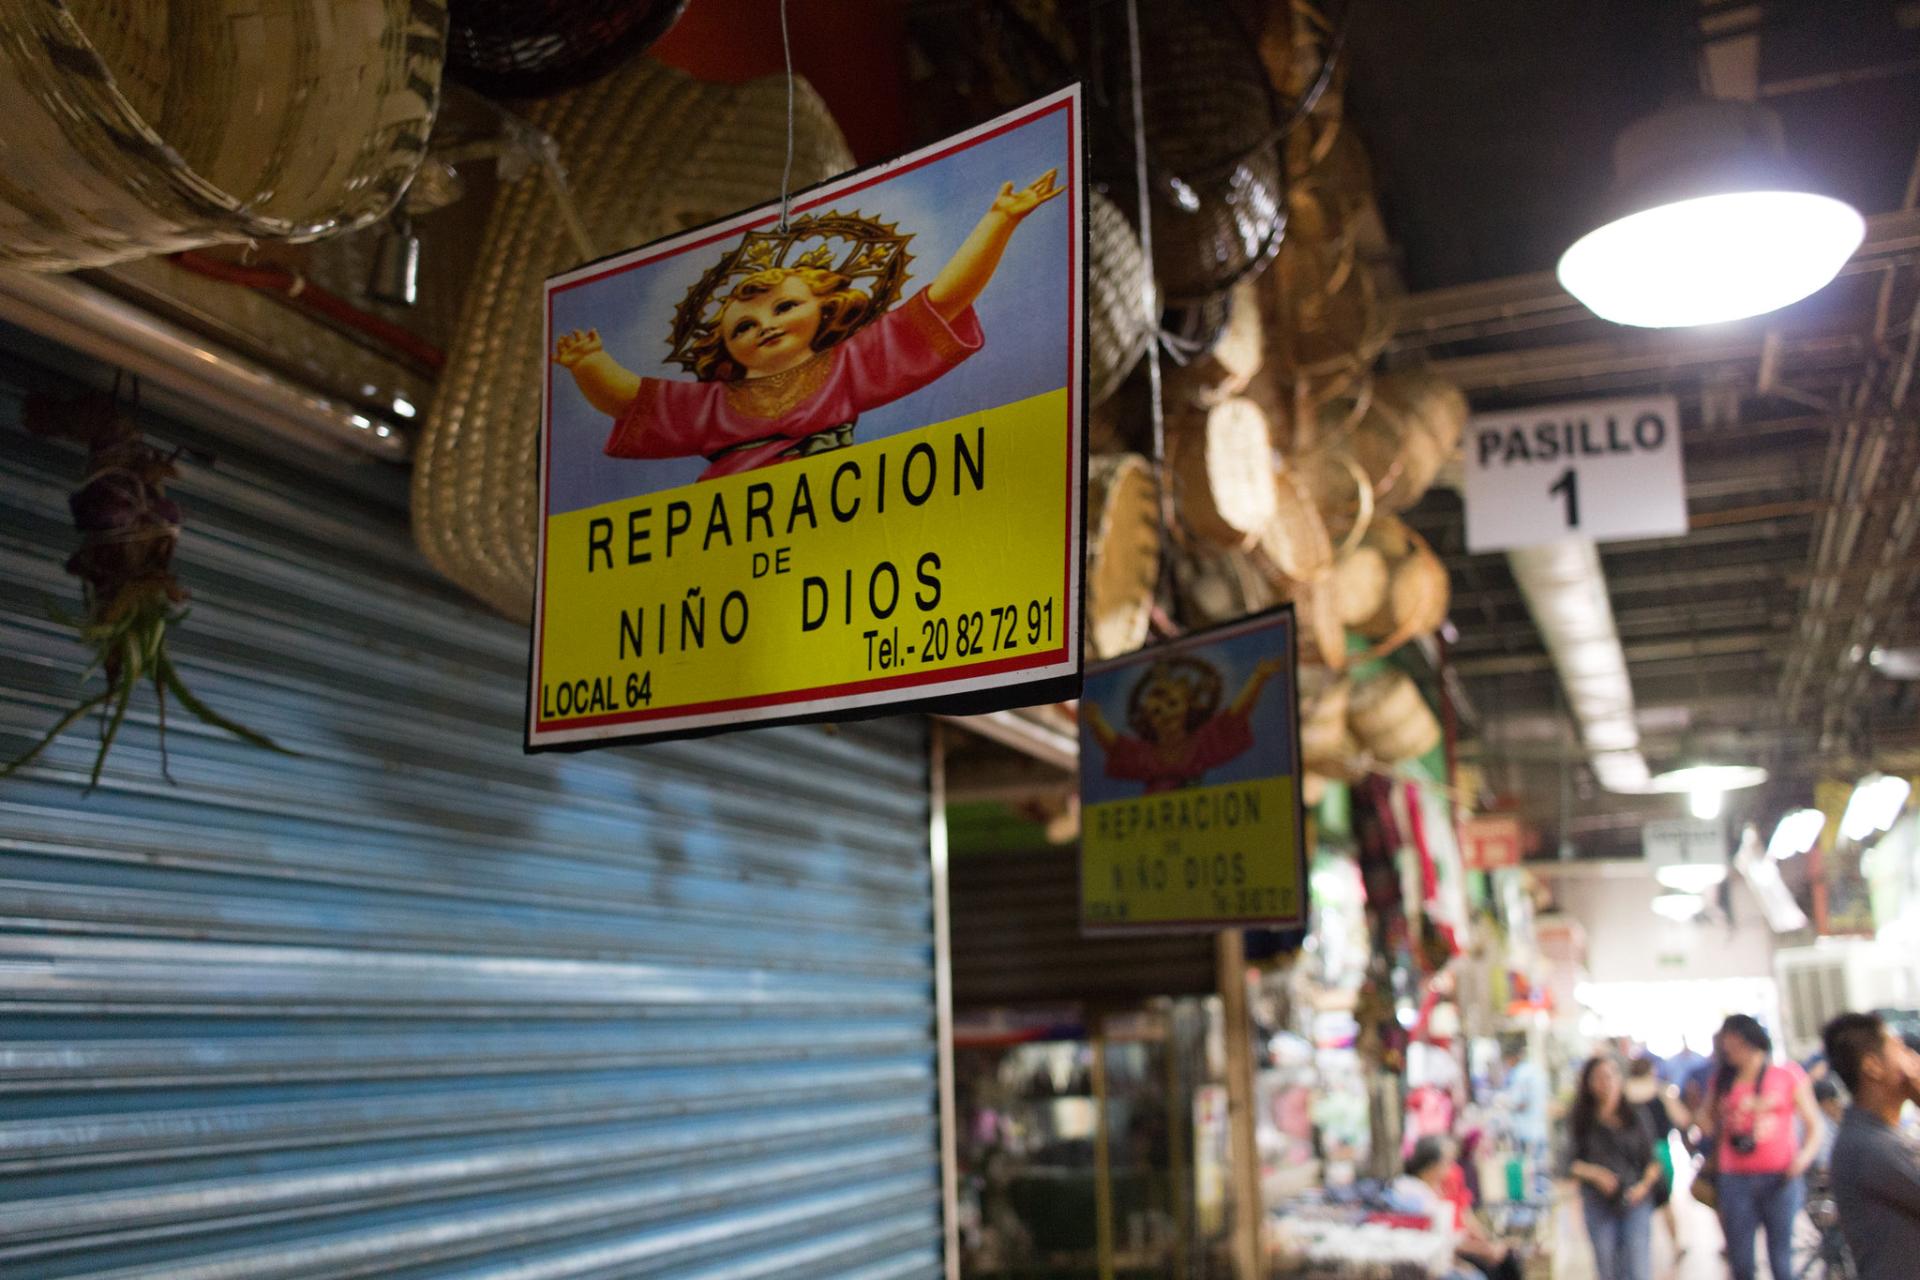 REPARACION
DE
NIÑO DIOS
Tel.- 20 82 72 91
LOCAL 64
PASILLO
1
REPARACION
DE
NIÑO DIOS